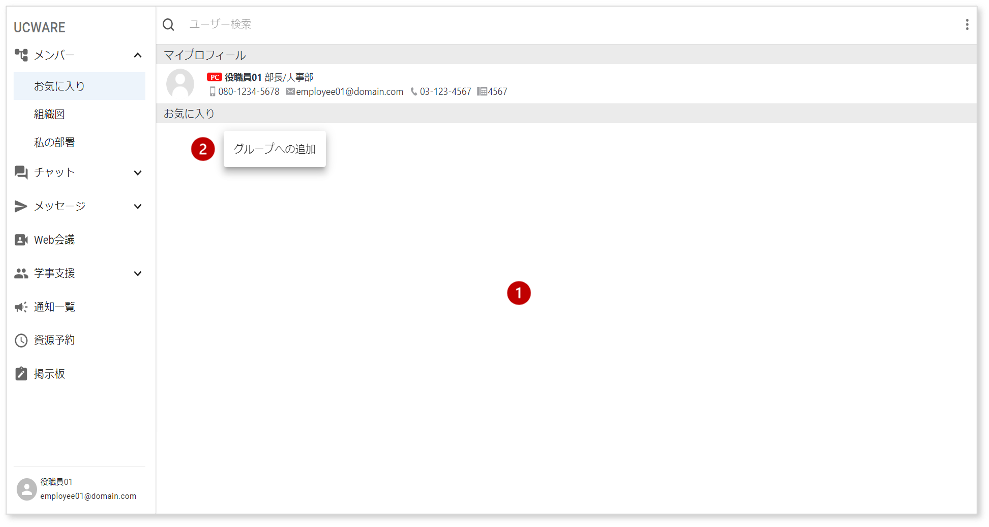 UCWARE
メンバー
お気に入り
組織図
私の部署
チャット
メッセージ
Web会議
学事支援
通知一覧
資源予約
掲示板
役職員01
employee01@domain.com
ユーザー検索
マイプロフィール
PC 役職員01 部長/人事部
080-1234-5678 employee01@domain.com 03-123-4567 4567
お気に入り
2 グループへの追加
1